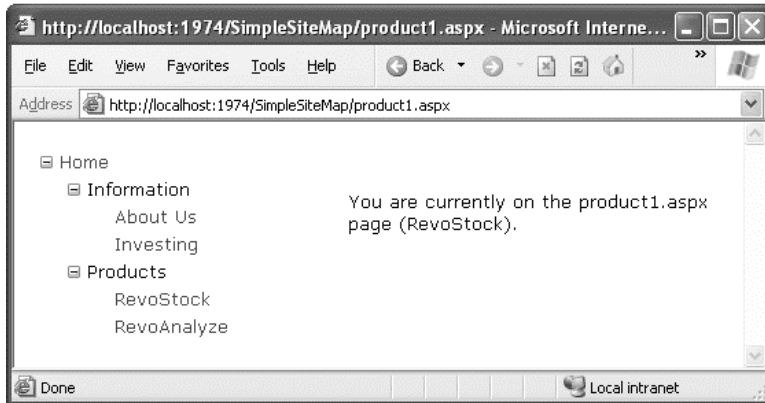 http://localhost:1974/SimpleSiteMap/product1.aspx - Microsoft Interne...
File Edit View Favorites Tools Help Back »
Address http://localhost:1974/SimpleSiteMap/product1.aspx
Home
Information
About Us
Investing
Products
RevoStock
RevoAnalyze
You are currently on the product1.aspx
page (RevoStock).
Done Local intranet